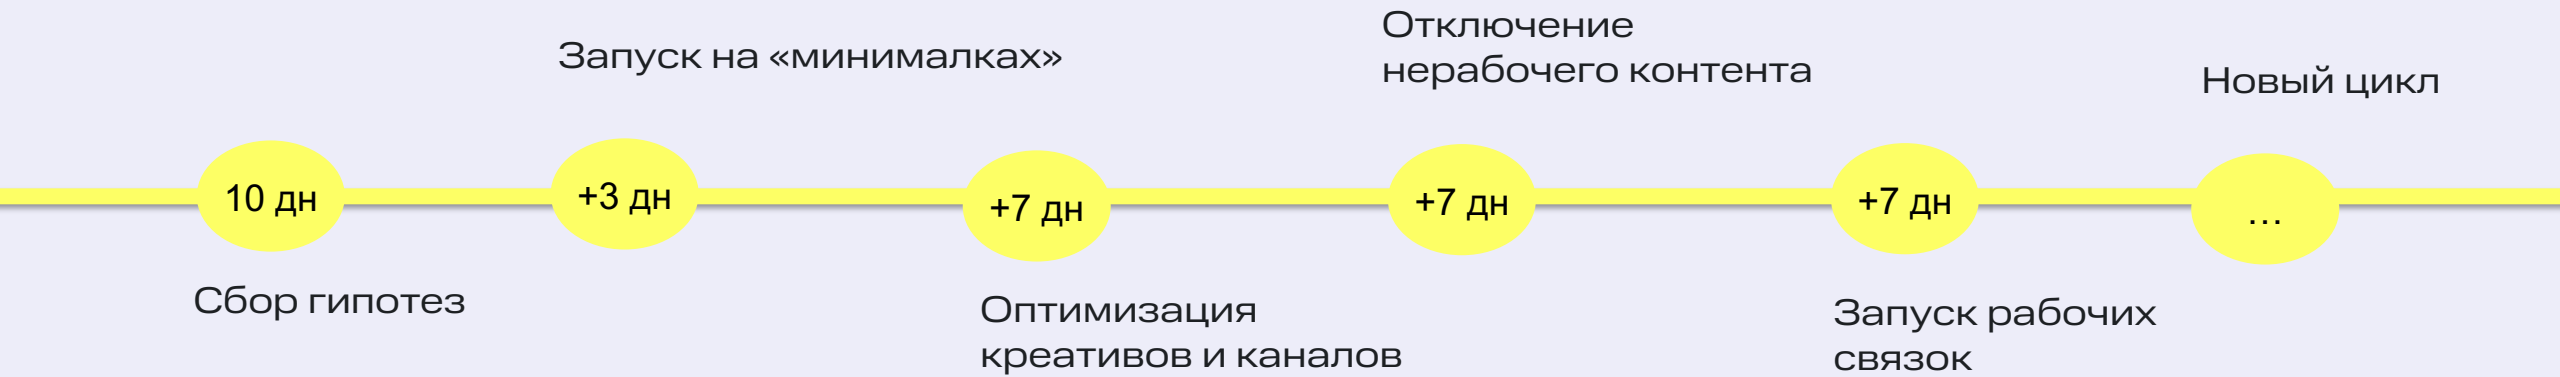 Отключение
нерабочего контента
Запуск на «минималках»
Новый цикл
10 дн
+3 дн
+7 дн
+7 дн
+7 дн
...
Сбор гипотез
Оптимизация
креативов и каналов
Запуск рабочих
связок